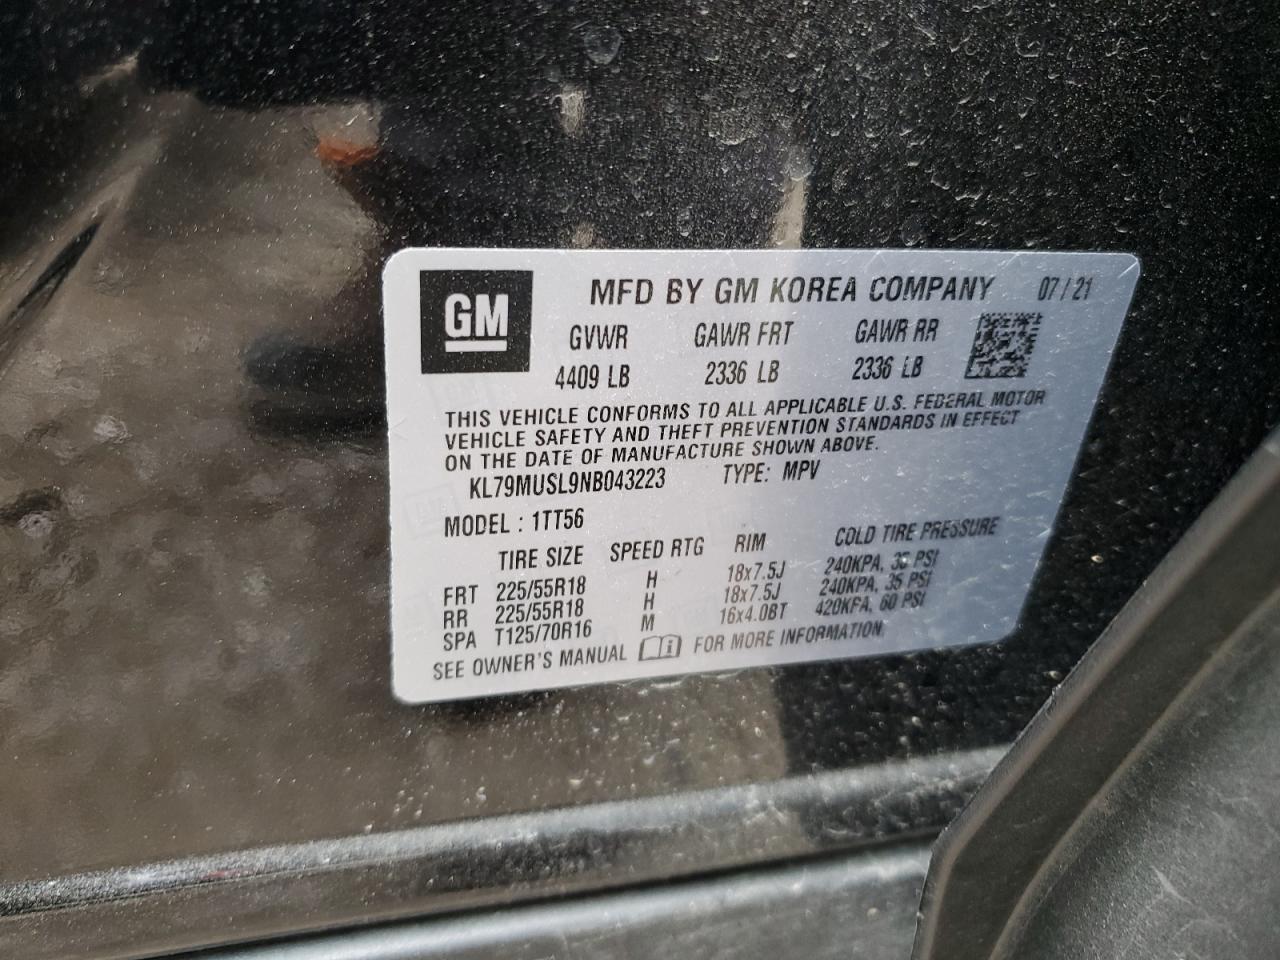 GM
MFD BY GM KOREA COMPANY 07/21
GVWR GAWR FRT GAWR RR
4409 LB 2336 LB 2336 LB
THIS VEHICLE CONFORMS TO ALL APPLICABLE U.S. FEDERAL MOTOR
VEHICLE SAFETY AND THEFT PREVENTION STANDARDS IN EFFECT
ON THE DATE OF MANUFACTURE SHOWN ABOVE.
KL79MUSL9NB043223 TYPE: MPV
MODEL : 1TT56
TIRE SIZE SPEED RTG RIM COLD TIRE PRESSURE
FRT 225/55R18 H 18x7.5J 240KPA, 35 PSI
RR 225/55R18 H 18x7.5J 240KPA, 35 PSI
SPA T125/70R16 M 16x4.0BT 420KPA, 60 PSI
SEE OWNER'S MANUAL FOR MORE INFORMATION